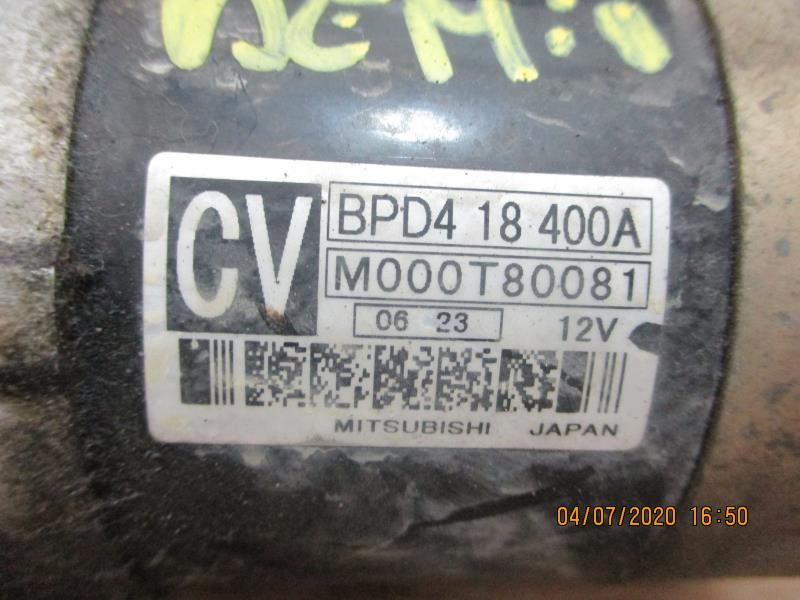 CV
BPD4 18 400A
M000T80081
06 23
12V
MITSUBISHI JAPAN
04/07/2020 16:50